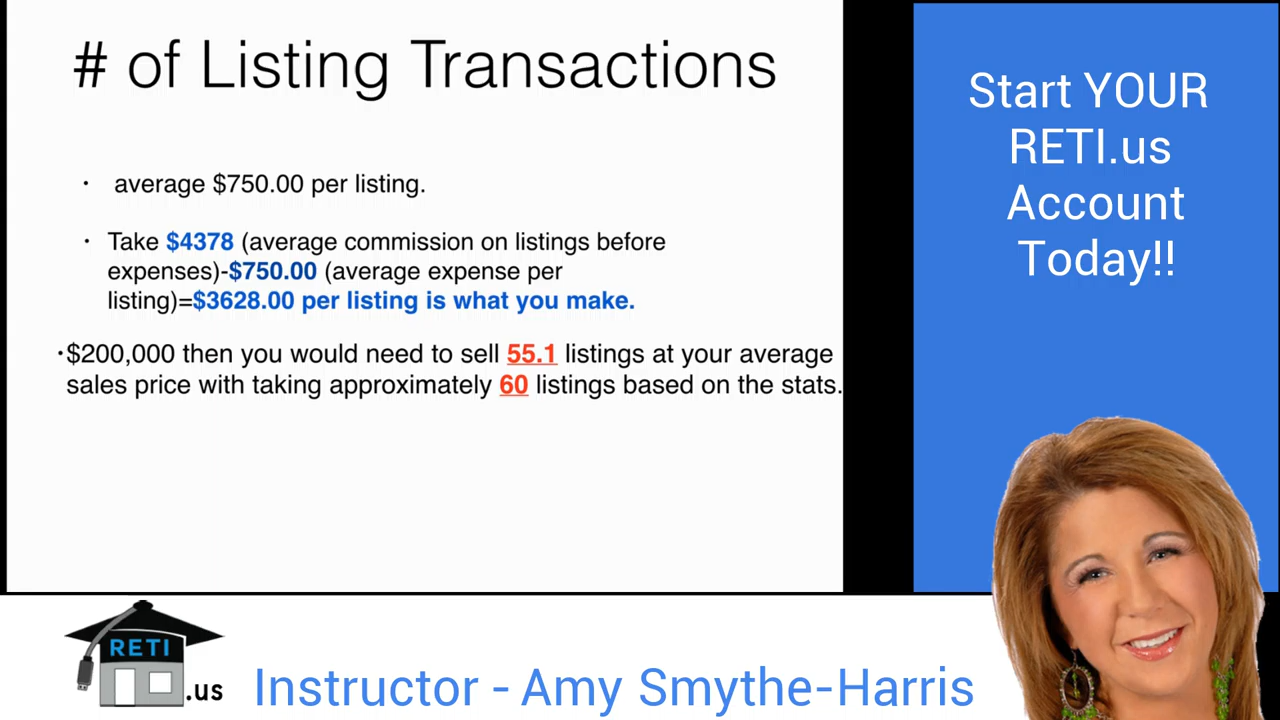 # of Listing Transactions
· average $750.00 per listing.
· Take $4378 (average commission on listings before
expenses)-$750.00 (average expense per
listing)=$3628.00 per listing is what you make.
·$200,000 then you would need to sell 55.1 listings at your average
sales price with taking approximately 60 listings based on the stats.
Start YOUR
RETI.us
Account
Today!!
RETI
.us
Instructor - Amy Smythe-Harris